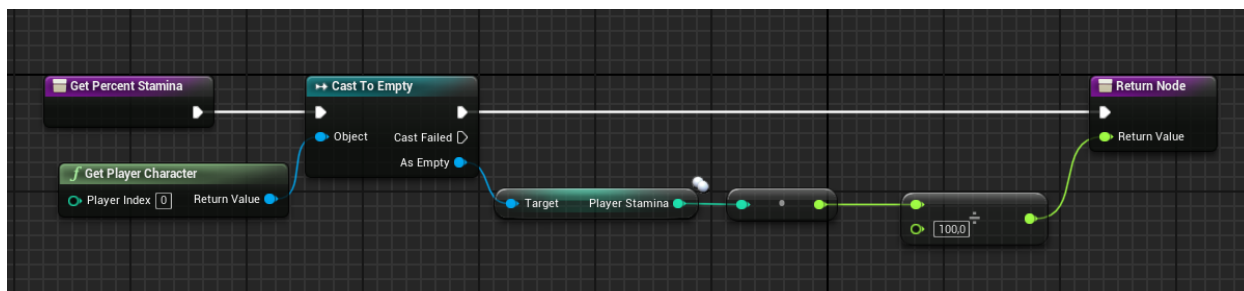 Get Percent Stamina
Cast To Empty
Object
Cast Failed
As Empty
f Get Player Character
Player Index 0
Return Value
Target
Player Stamina
100,0
÷
Return Node
Return Value